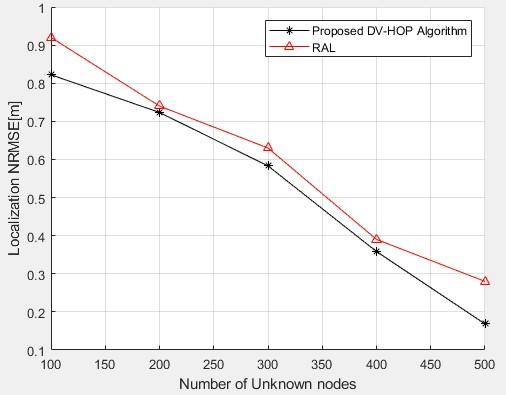 1
0.9
0.8
0.7
0.6
0.5
0.4
0.3
0.2
0.1
Localization NRMSE[m]
Proposed DV-HOP Algorithm
RAL
100 150 200 250 300 350 400 450 500
Number of Unknown nodes